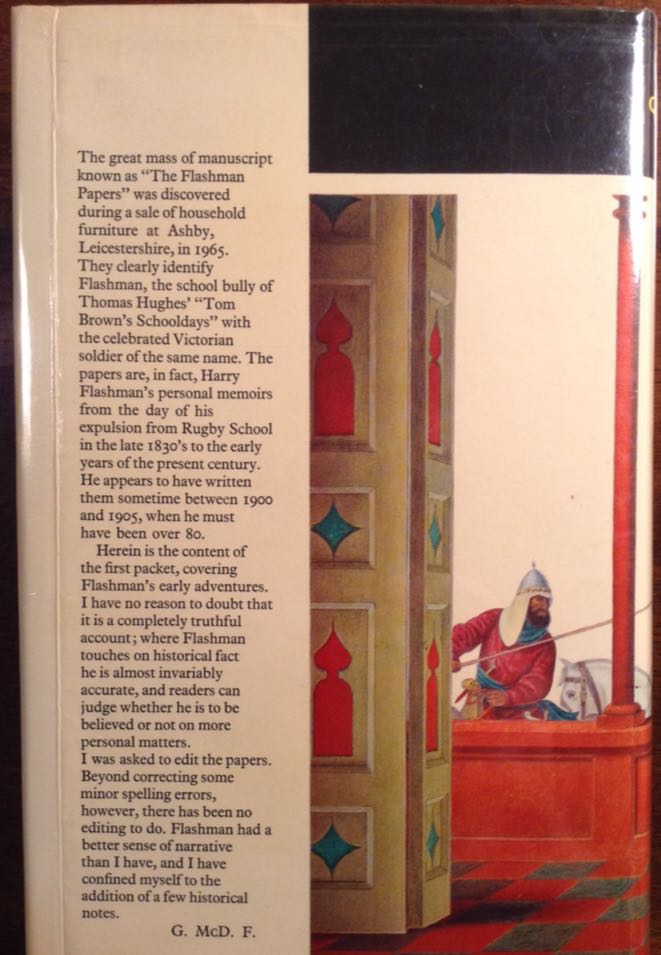 The great mass of manuscript
known as “The Flashman
Papers” was discovered
during a sale of household
furniture at Ashby,
Leicestershire, in 1965.
They clearly identify
Flashman, the school bully of
Thomas Hughes’ “Tom
Brown’s Schooldays” with
the celebrated Victorian
soldier of the same name. The
papers are, in fact, Harry
Flashman’s personal memoirs
from the day of his
expulsion from Rugby School
in the late 1830’s to the early
years of the present century.
He appears to have written
them sometime between 1900
and 1905, when he must
have been over 80.
Herein is the content of
the first packet, covering
Flashman’s early adventures.
I have no reason to doubt that
it is a completely truthful
account; where Flashman
touches on historical fact
he is almost invariably
accurate, and readers can
judge whether he is to be
believed or not on more
personal matters.
I was asked to edit the papers.
Beyond correcting some
minor spelling errors,
however, there has been no
editing to do. Flashman had a
better sense of narrative
than I have, and I have
confined myself to the
addition of a few historical
notes.
G. McD. F.